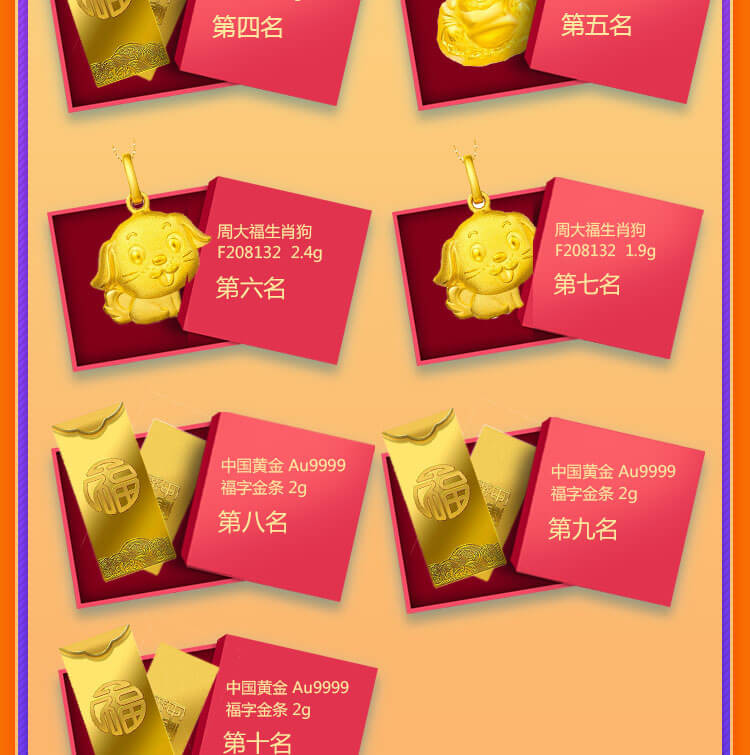 第四名
第五名
周大福生肖狗
F208132 2.4g
第六名
周大福生肖狗
F208132 1.9g
第七名
福
中国黄金 Au9999
福字金条 2g
第八名
福
中国黄金 Au9999
福字金条 2g
第九名
福
中国黄金 Au9999
福字金条 2g
第十名